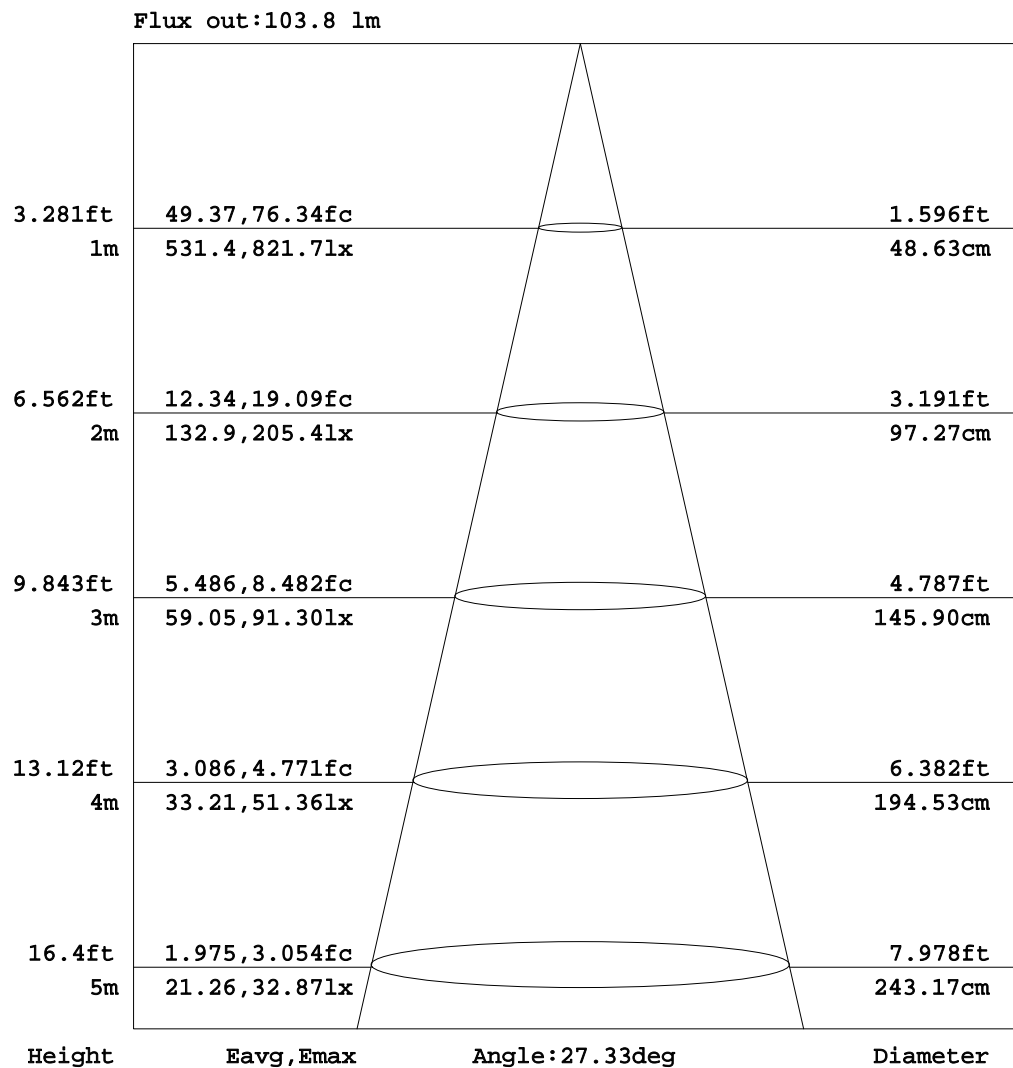 Flux out:103.8 lm
3.281ft 49.37,76.34fc 1.596ft
1m 531.4,821.7lx 48.63cm
6.562ft 12.34,19.09fc 3.191ft
2m 132.9,205.4lx 97.27cm
9.843ft 5.486,8.482fc 4.787ft
3m 59.05,91.30lx 145.90cm
13.12ft 3.086,4.771fc 6.382ft
4m 33.21,51.36lx 194.53cm
16.4ft 1.975,3.054fc 7.978ft
5m 21.26,32.87lx 243.17cm
Height Eavg,Emax Angle:27.33deg Diameter